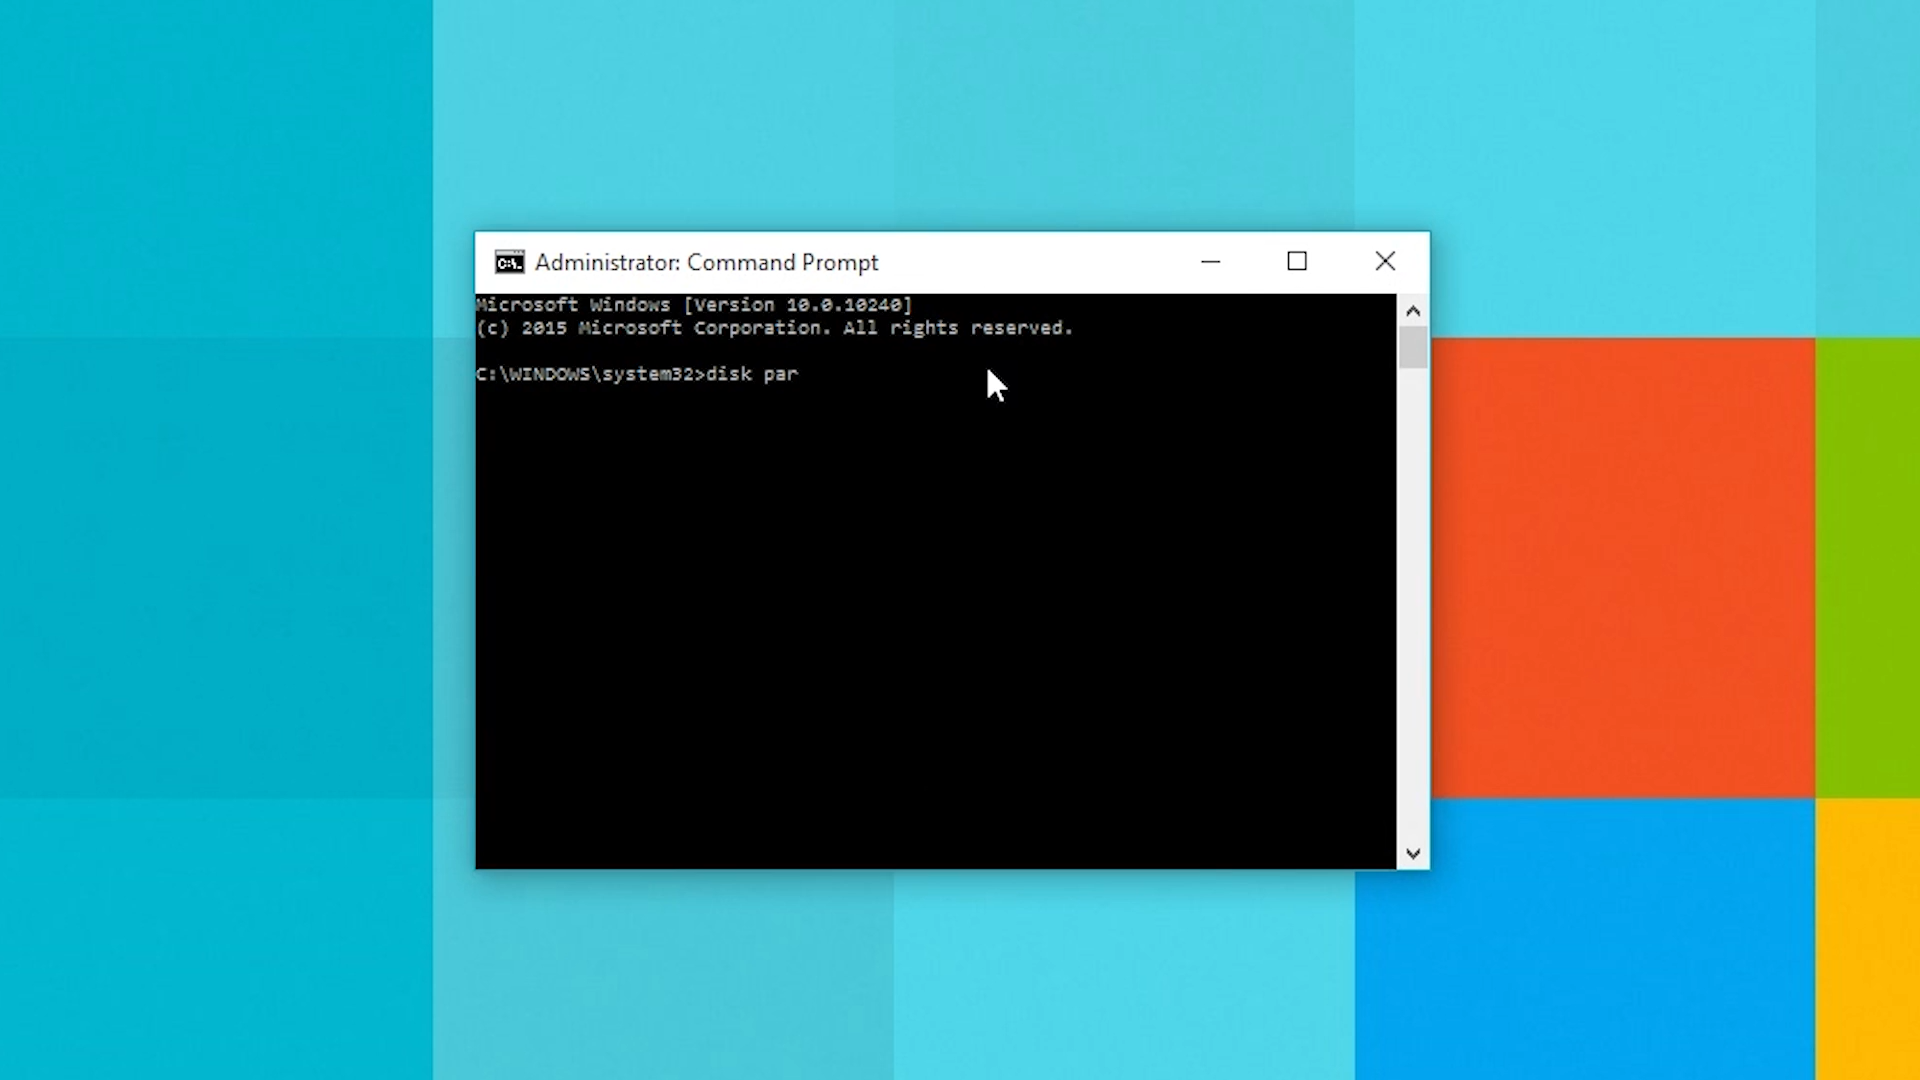 C:\.
Administrator: Command Prompt
Microsoft Windows [Version 10.0.10240]
(c) 2015 Microsoft Corporation. All rights reserved.
C:\WINDOWS\system32>disk par